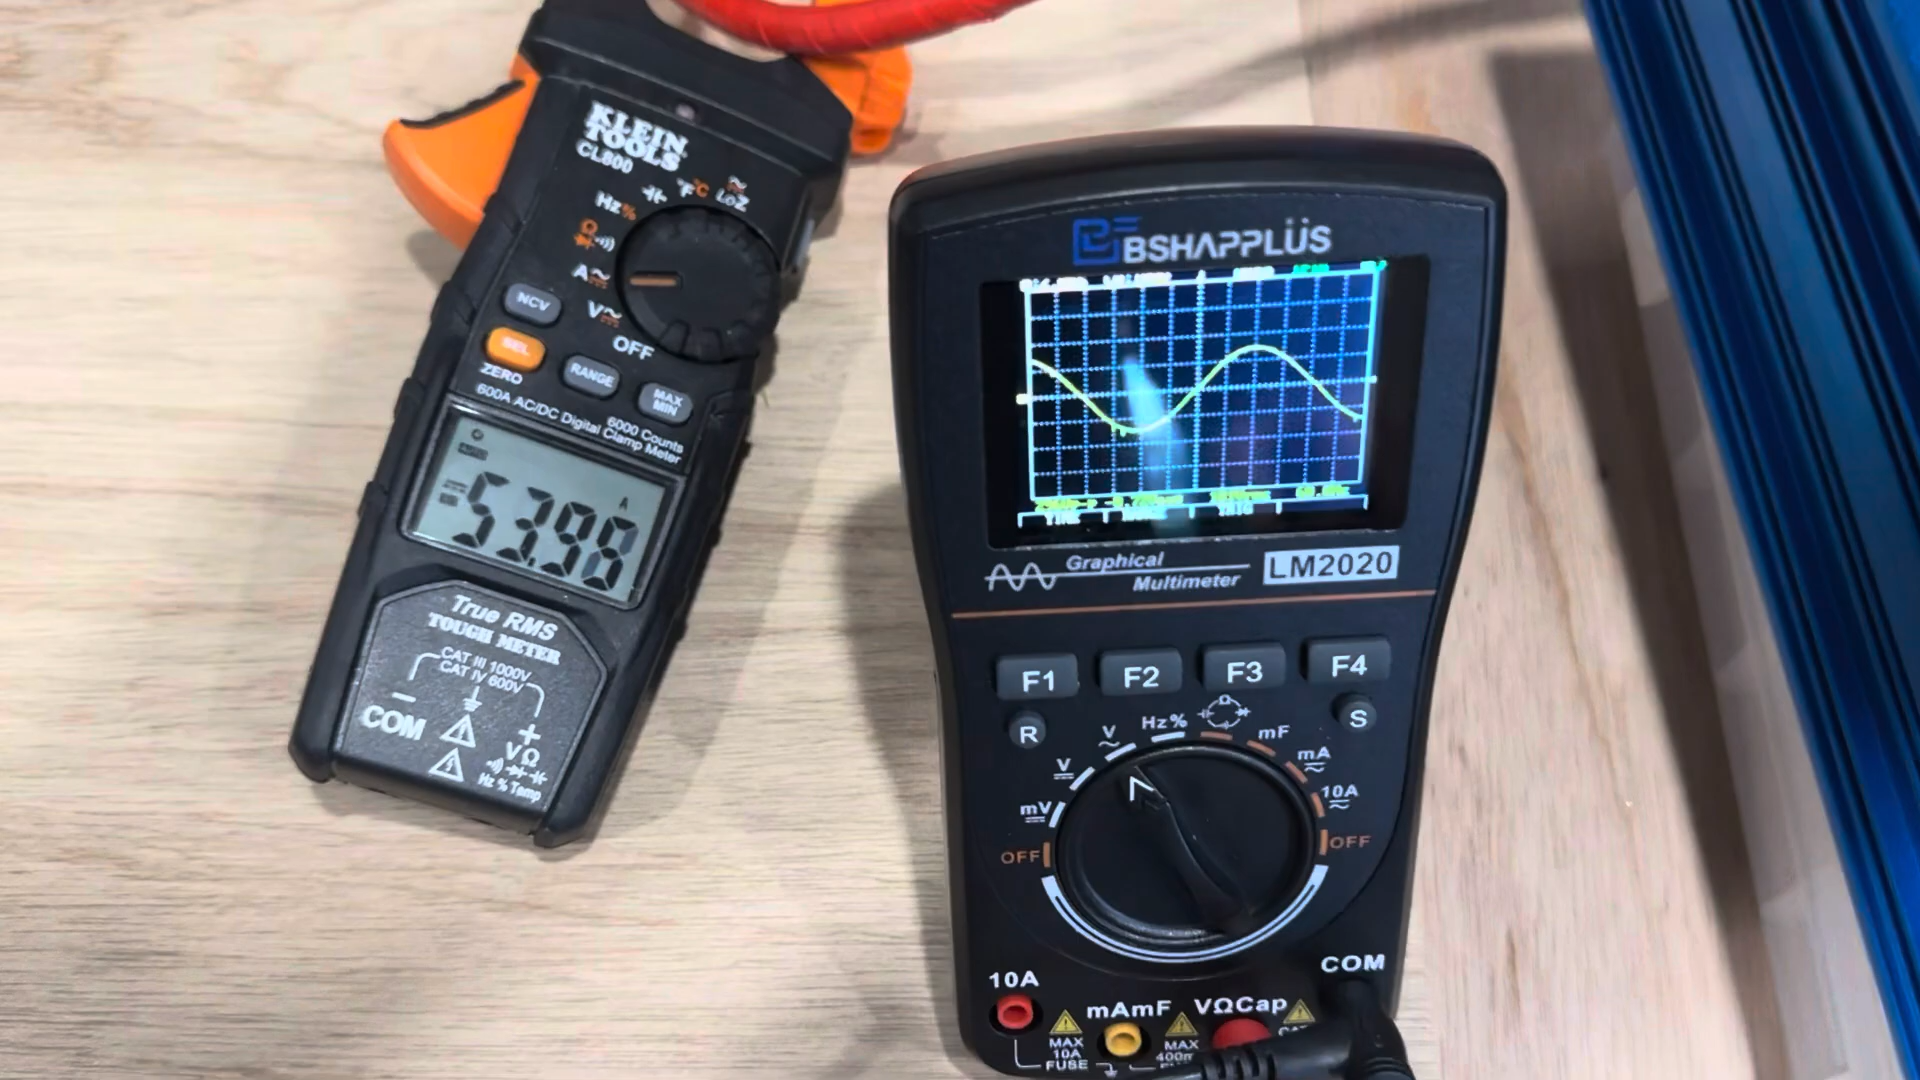 KLEIN
TOOLS
CL800
Hz%
°F°C
LoZ
A
V
OFF
NCV
SEL
ZERO
RANGE
MAX
MIN
600A AC/DC Digital Clamp Meter
6000 Counts
A
-53.98
True RMS
TOUGH METER
CAT III 1000V
CAT IV 600V
COM
+
VΩ
Hz % Temp
BSHAPPLÜS
TIME
TRIG
Graphical
Multimeter
LM2020
F1
F2
F3
F4
R
S
V
Hz%
Ω
mF
V
mA
mV
10A
OFF
OFF
COM
10A
mAmF
VΩCap
MAX
10A
FUSE
MAX